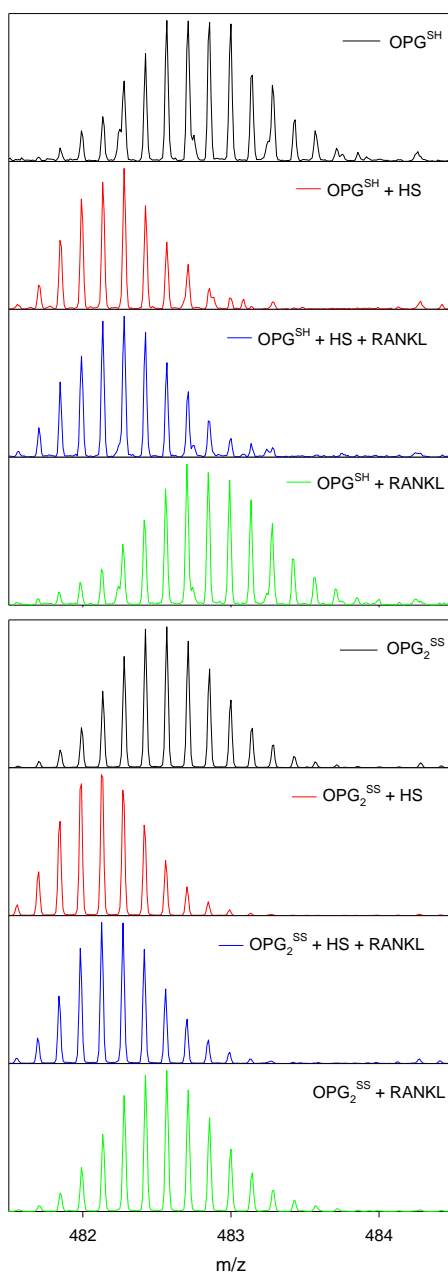 OPG^SH
OPG^SH + HS
OPG^SH + HS + RANKL
OPG^SH + RANKL
OPG₂^SS
OPG₂^SS + HS
OPG₂^SS + HS + RANKL
OPG₂^SS + RANKL
482 483 484
m/z